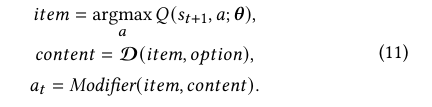 item = argmax Q(s_{t+1}, a; θ),
a
content = 𝓓(item, option),
(11)
a_t = Modifier(item, content).